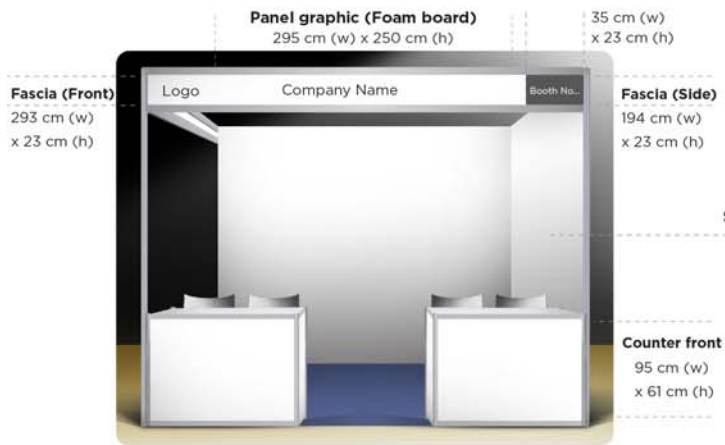 Panel graphic (Foam board)
295 cm (w) x 250 cm (h)
35 cm (w)
x 23 cm (h)
Fascia (Front)
293 cm (w)
x 23 cm (h)
Logo
Company Name
Booth No...
Fascia (Side)
194 cm (w)
x 23 cm (h)
Counter front
95 cm (w)
x 61 cm (h)